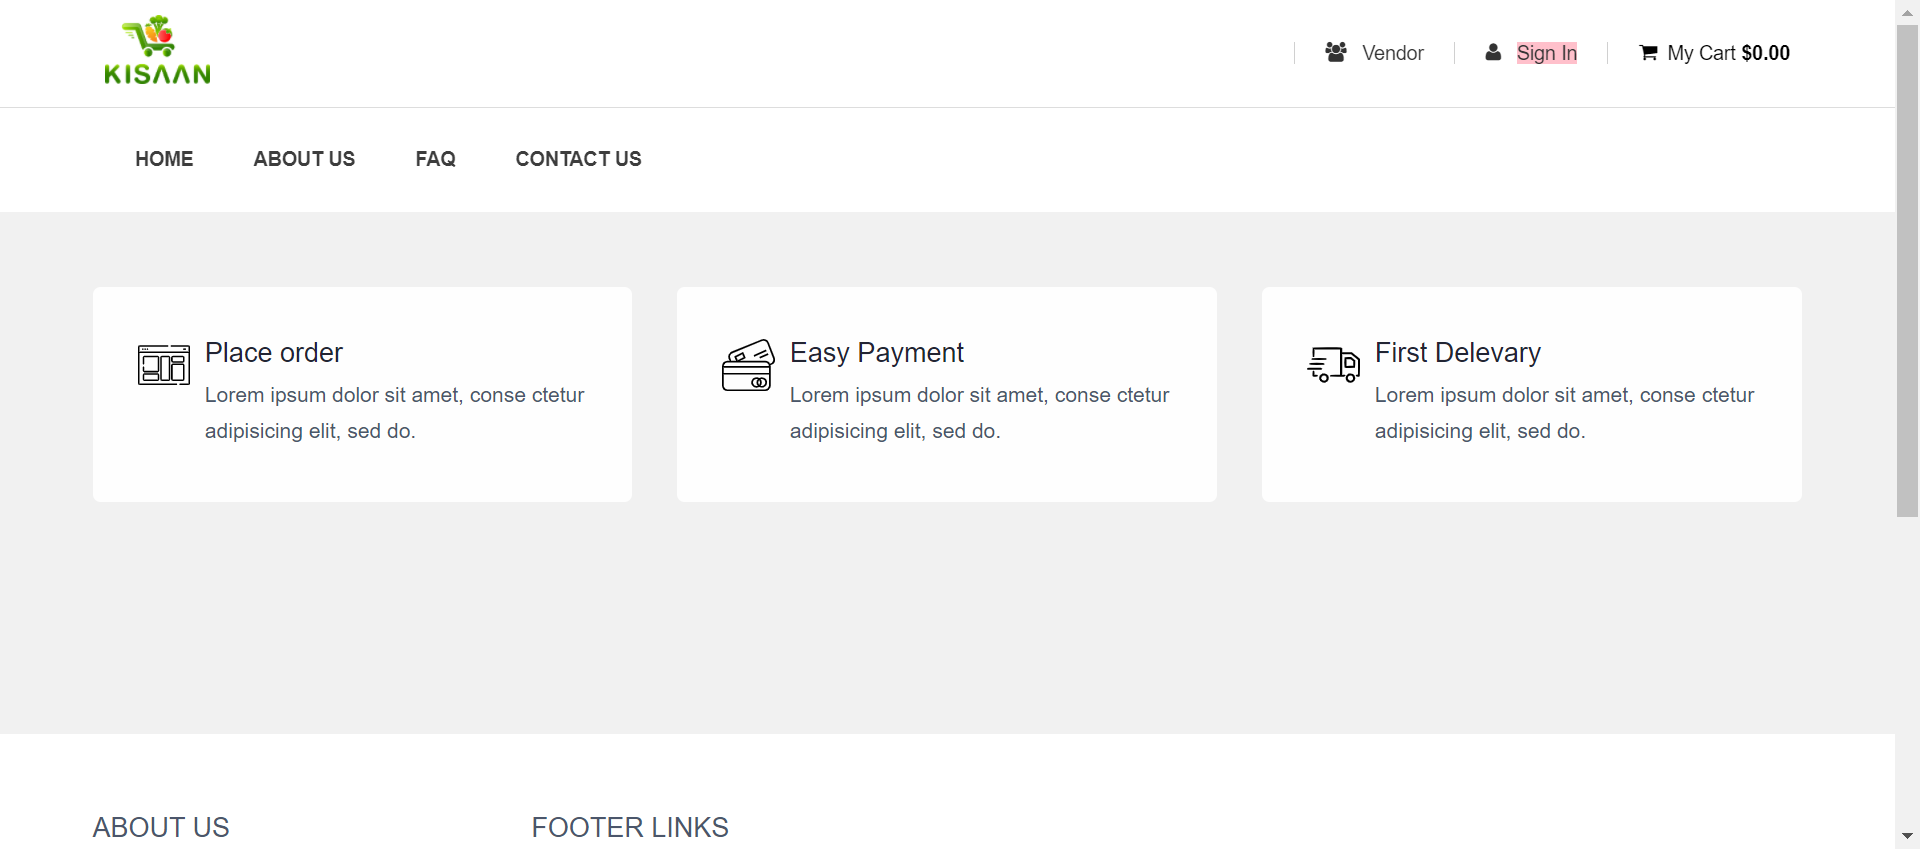 KISAAN
Vendor
Sign In
My Cart $0.00
HOME
ABOUT US
FAQ
CONTACT US
Place order
Lorem ipsum dolor sit amet, conse ctetur
adipisicing elit, sed do.
Easy Payment
Lorem ipsum dolor sit amet, conse ctetur
adipisicing elit, sed do.
First Delevary
Lorem ipsum dolor sit amet, conse ctetur
adipisicing elit, sed do.
ABOUT US
FOOTER LINKS